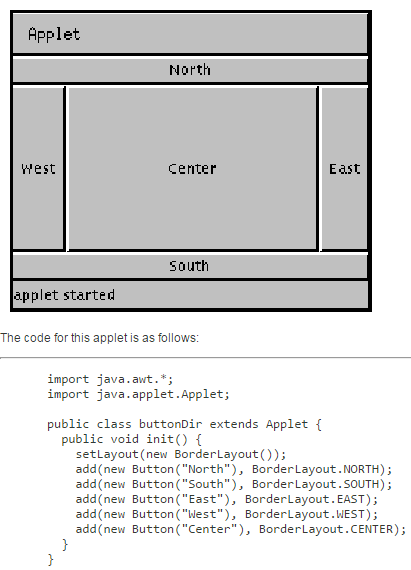 Applet
North
West Center East
South
applet started
The code for this applet is as follows:
import java.awt.*;
import java.applet.Applet;
public class buttonDir extends Applet {
public void init() {
setLayout(new BorderLayout());
add(new Button("North"), BorderLayout.NORTH);
add(new Button("South"), BorderLayout.SOUTH);
add(new Button("East"), BorderLayout.EAST);
add(new Button("West"), BorderLayout.WEST);
add(new Button("Center"), BorderLayout.CENTER);
}
}